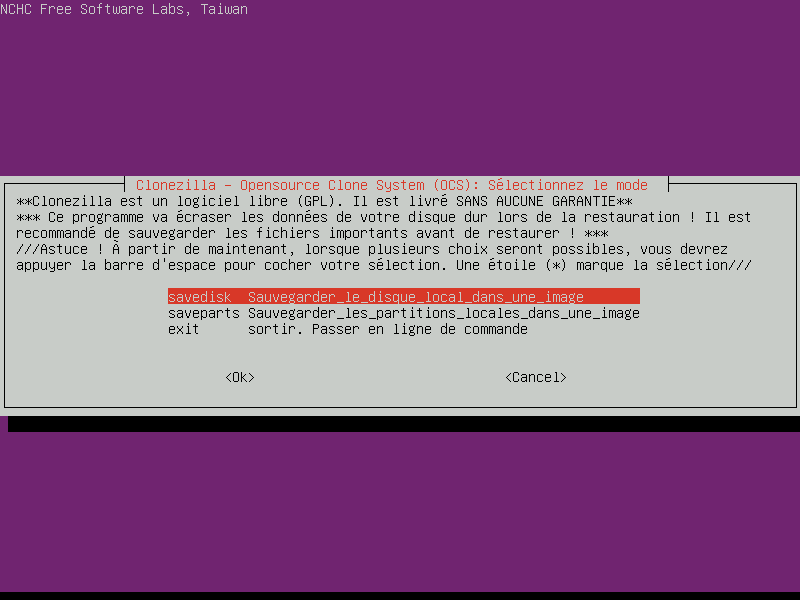 NCHC Free Software Labs, Taiwan
Clonezilla - Opensource Clone System (OCS): Sélectionnez le mode
**Clonezilla est un logiciel libre (GPL). Il est livré SANS AUCUNE GARANTIE**
*** Ce programme va écraser les données de votre disque dur lors de la restauration ! Il est
recommandé de sauvegarder les fichiers importants avant de restaurer ! ***
///Astuce ! À partir de maintenant, lorsque plusieurs choix seront possibles, vous devrez
appuyer la barre d'espace pour cocher votre sélection. Une étoile (*) marque la sélection///
savedisk Sauvegarder_le_disque_local_dans_une_image
saveparts Sauvegarder_les_partitions_locales_dans_une_image
exit sortir. Passer en ligne de commande
<Ok> <Cancel>